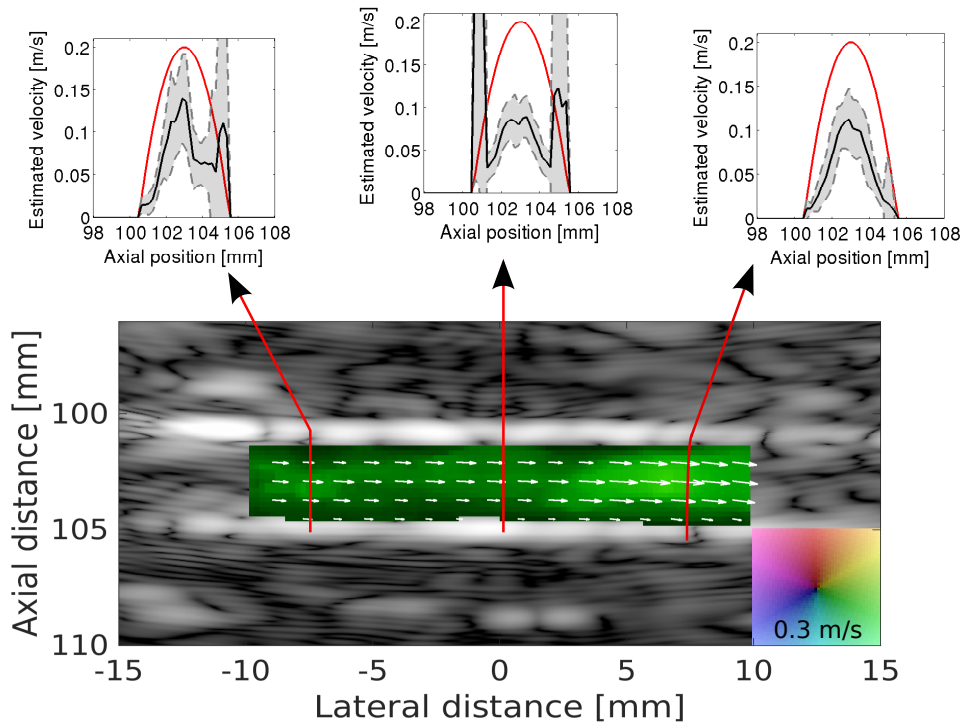 Estimated velocity [m/s]
0.2
0.15
0.1
0.05
0
98 100 102 104 106 108
Axial position [mm]
Estimated velocity [m/s]
0.2
0.15
0.1
0.05
0
98 100 102 104 106 108
Axial position [mm]
Estimated velocity [m/s]
0.2
0.15
0.1
0.05
0
98 100 102 104 106 108
Axial position [mm]
Axial distance [mm]
100
105
110
0.3 m/s
-15 -10 -5 0 5 10 15
Lateral distance [mm]